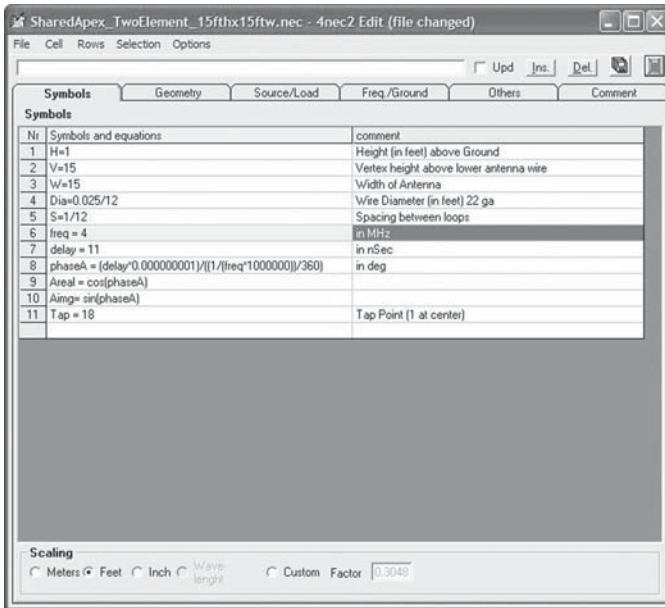 SharedApex_TwoElement_15fthx15ftw.nec - 4nec2 Edit (file changed)
File Cell Rows Selection Options
Upd Ins. Del.
Symbols Geometry Source/Load Freq./Ground Others Comment
Symbols
Nr Symbols and equations comment
1 H=1 Height (in feet) above Ground
2 V=15 Vertex height above lower antenna wire
3 W=15 Width of Antenna
4 Dia=0.025/12 Wire Diameter (in feet) 22 ga
5 S=1/12 Spacing between loops
6 freq = 4 in MHz
7 delay = 11 in nSec
8 phaseA = (delay*0.000000001)/((1/(freq*1000000))/360) in deg
9 Areal = cos(phaseA)
10 Aimg= sin(phaseA)
11 Tap = 18 Tap Point (1 at center)
Scaling
Meters Feet Inch Wave-
lenght
Custom Factor 0.3048